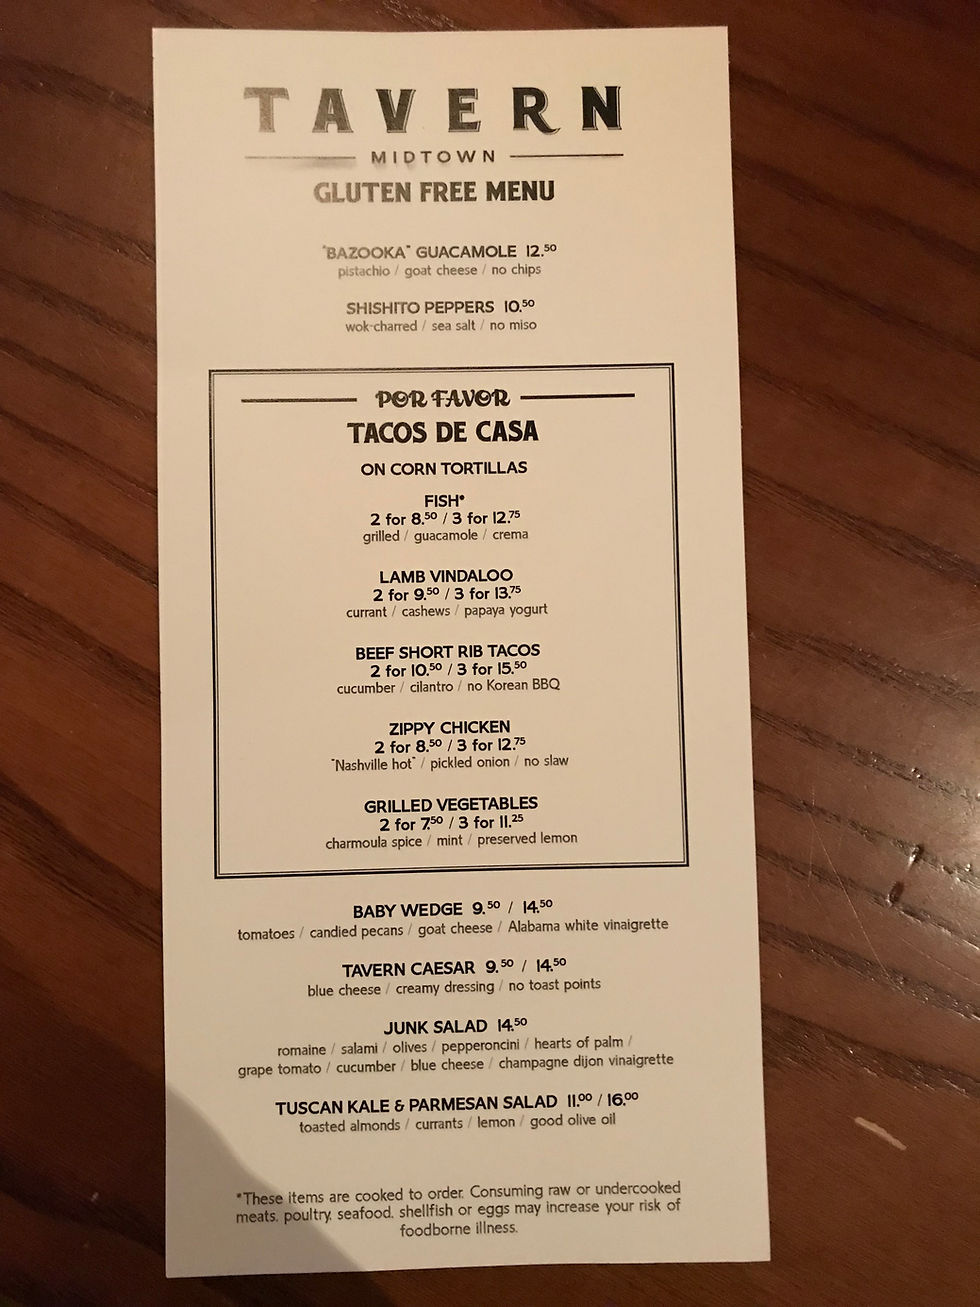 TAVERN
MIDTOWN
GLUTEN FREE MENU
"BAZOOKA" GUACAMOLE 12.50
pistachio / goat cheese / no chips
SHISHITO PEPPERS 10.50
wok-charred / sea salt / no miso
POR FAVOR
TACOS DE CASA
ON CORN TORTILLAS
FISH*
2 for 8.50 / 3 for 12.75
grilled / guacamole / crema
LAMB VINDALOO
2 for 9.50 / 3 for 13.75
currant / cashews / papaya yogurt
BEEF SHORT RIB TACOS
2 for 10.50 / 3 for 15.50
cucumber / cilantro / no Korean BBQ
ZIPPY CHICKEN
2 for 8.50 / 3 for 12.75
"Nashville hot" / pickled onion / no slaw
GRILLED VEGETABLES
2 for 7.50 / 3 for 11.25
charmoula spice / mint / preserved lemon
BABY WEDGE 9.50 / 14.50
tomatoes / candied pecans / goat cheese / Alabama white vinaigrette
TAVERN CAESAR 9.50 / 14.50
blue cheese / creamy dressing / no toast points
JUNK SALAD 14.50
romaine / salami / olives / pepperoncini / hearts of palm /
grape tomato / cucumber / blue cheese / champagne dijon vinaigrette
TUSCAN KALE & PARMESAN SALAD 11.00 / 16.00
toasted almonds / currants / lemon / good olive oil
*These items are cooked to order. Consuming raw or undercooked
meats, poultry, seafood, shellfish or eggs may increase your risk of
foodborne illness.